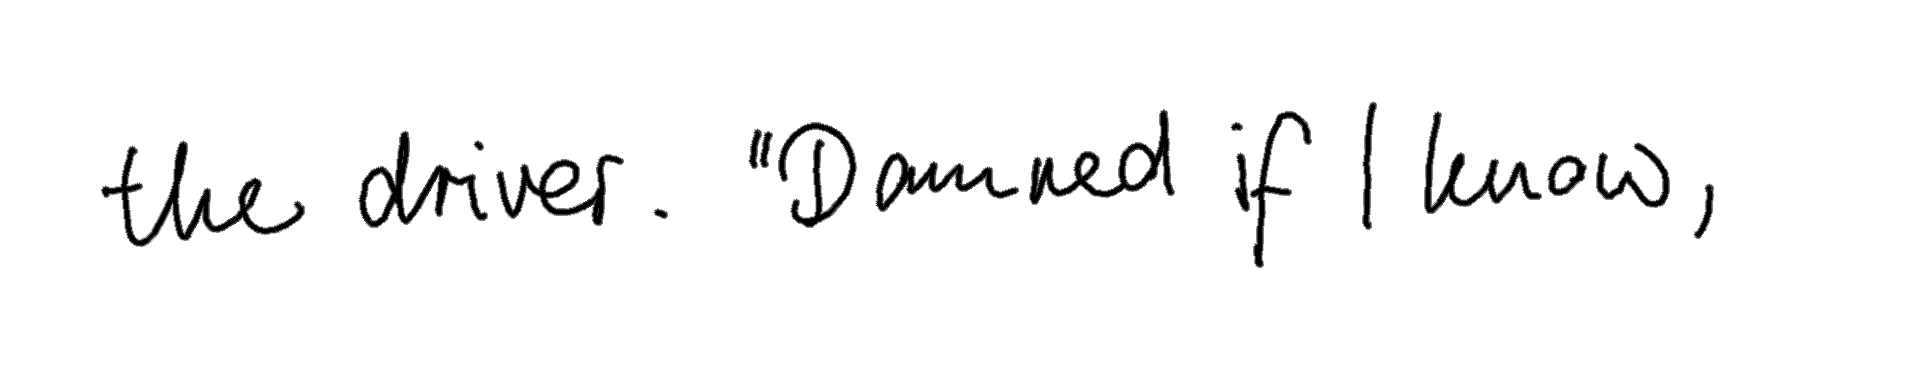 the driver. "Damned if I know,